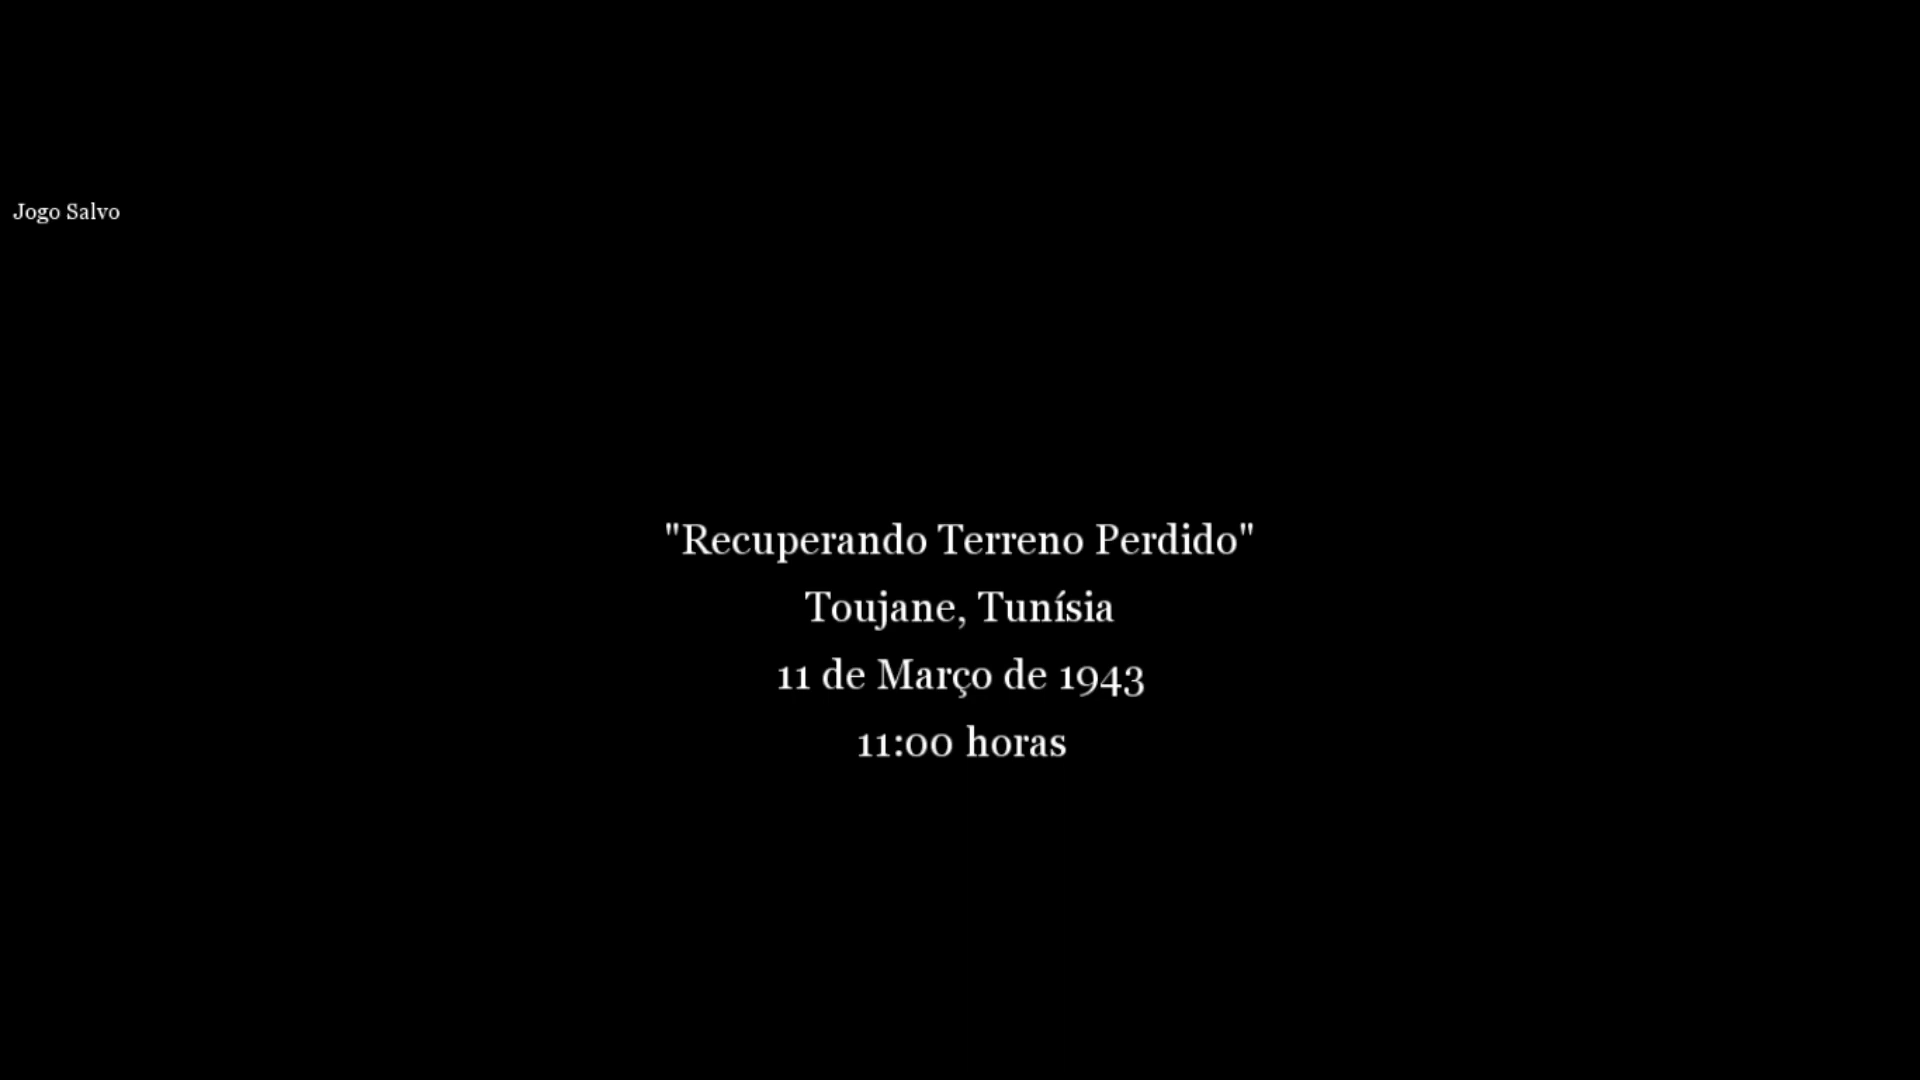 Jogo Salvo
"Recuperando Terreno Perdido"
Toujane, Tunísia
11 de Março de 1943
11:00 horas